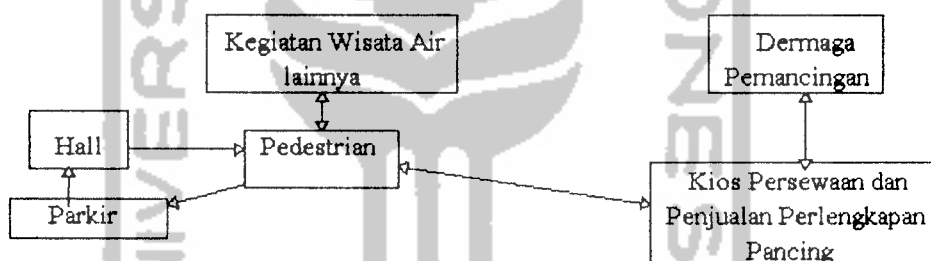 Kegiatan Wisata Air
lainnya
Dermaga
Pemancingan
Hall
Pedestrian
Parkir
Kios Persewaan dan
Penjualan Perlengkapan
Pancing